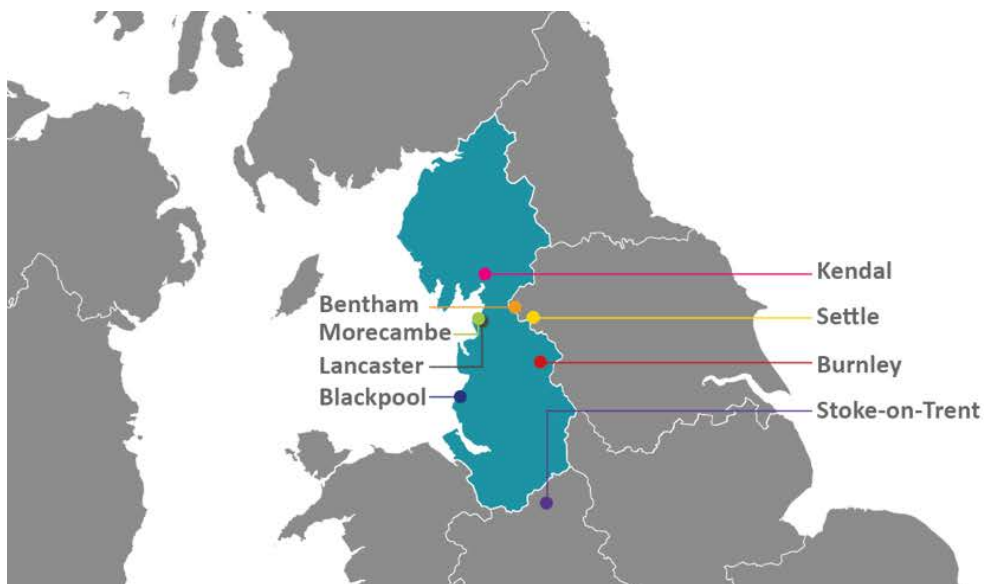 Kendal
Bentham
Settle
Morecambe
Lancaster
Burnley
Blackpool
Stoke-on-Trent